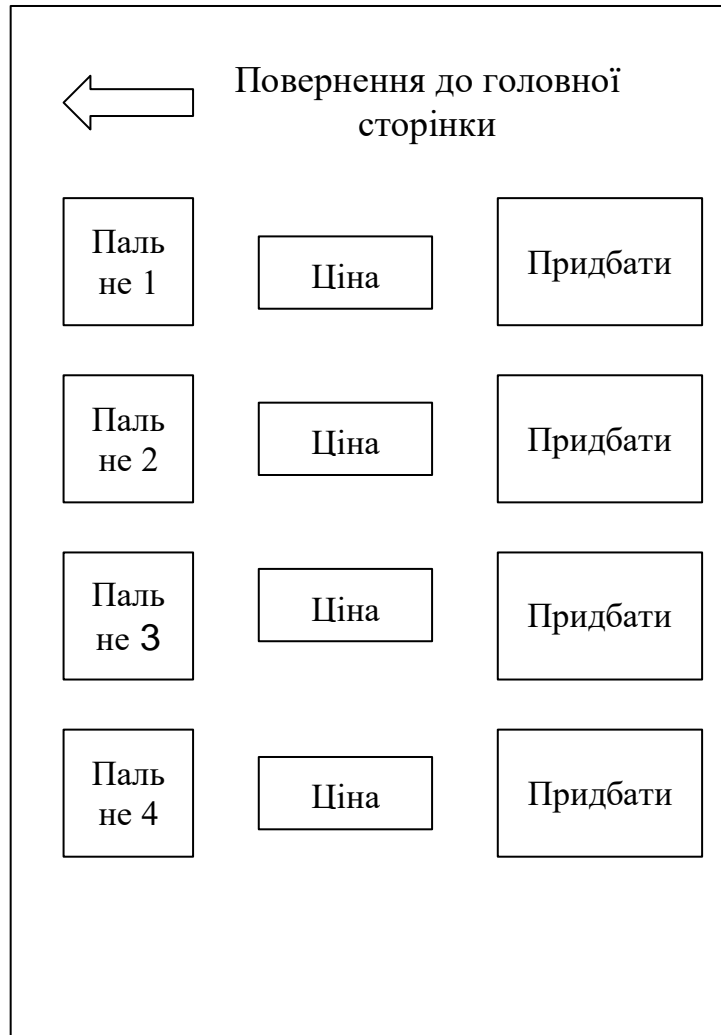 Повернення до головної
сторінки
Паль
не 1
Ціна
Придбати
Паль
не 2
Ціна
Придбати
Паль
не 3
Ціна
Придбати
Паль
не 4
Ціна
Придбати